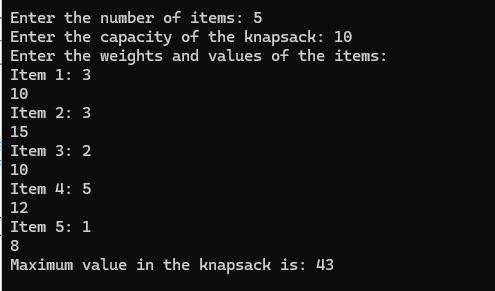 Enter the number of items: 5
Enter the capacity of the knapsack: 10
Enter the weights and values of the items:
Item 1: 3
10
Item 2: 3
15
Item 3: 2
10
Item 4: 5
12
Item 5: 1
8
Maximum value in the knapsack is: 43